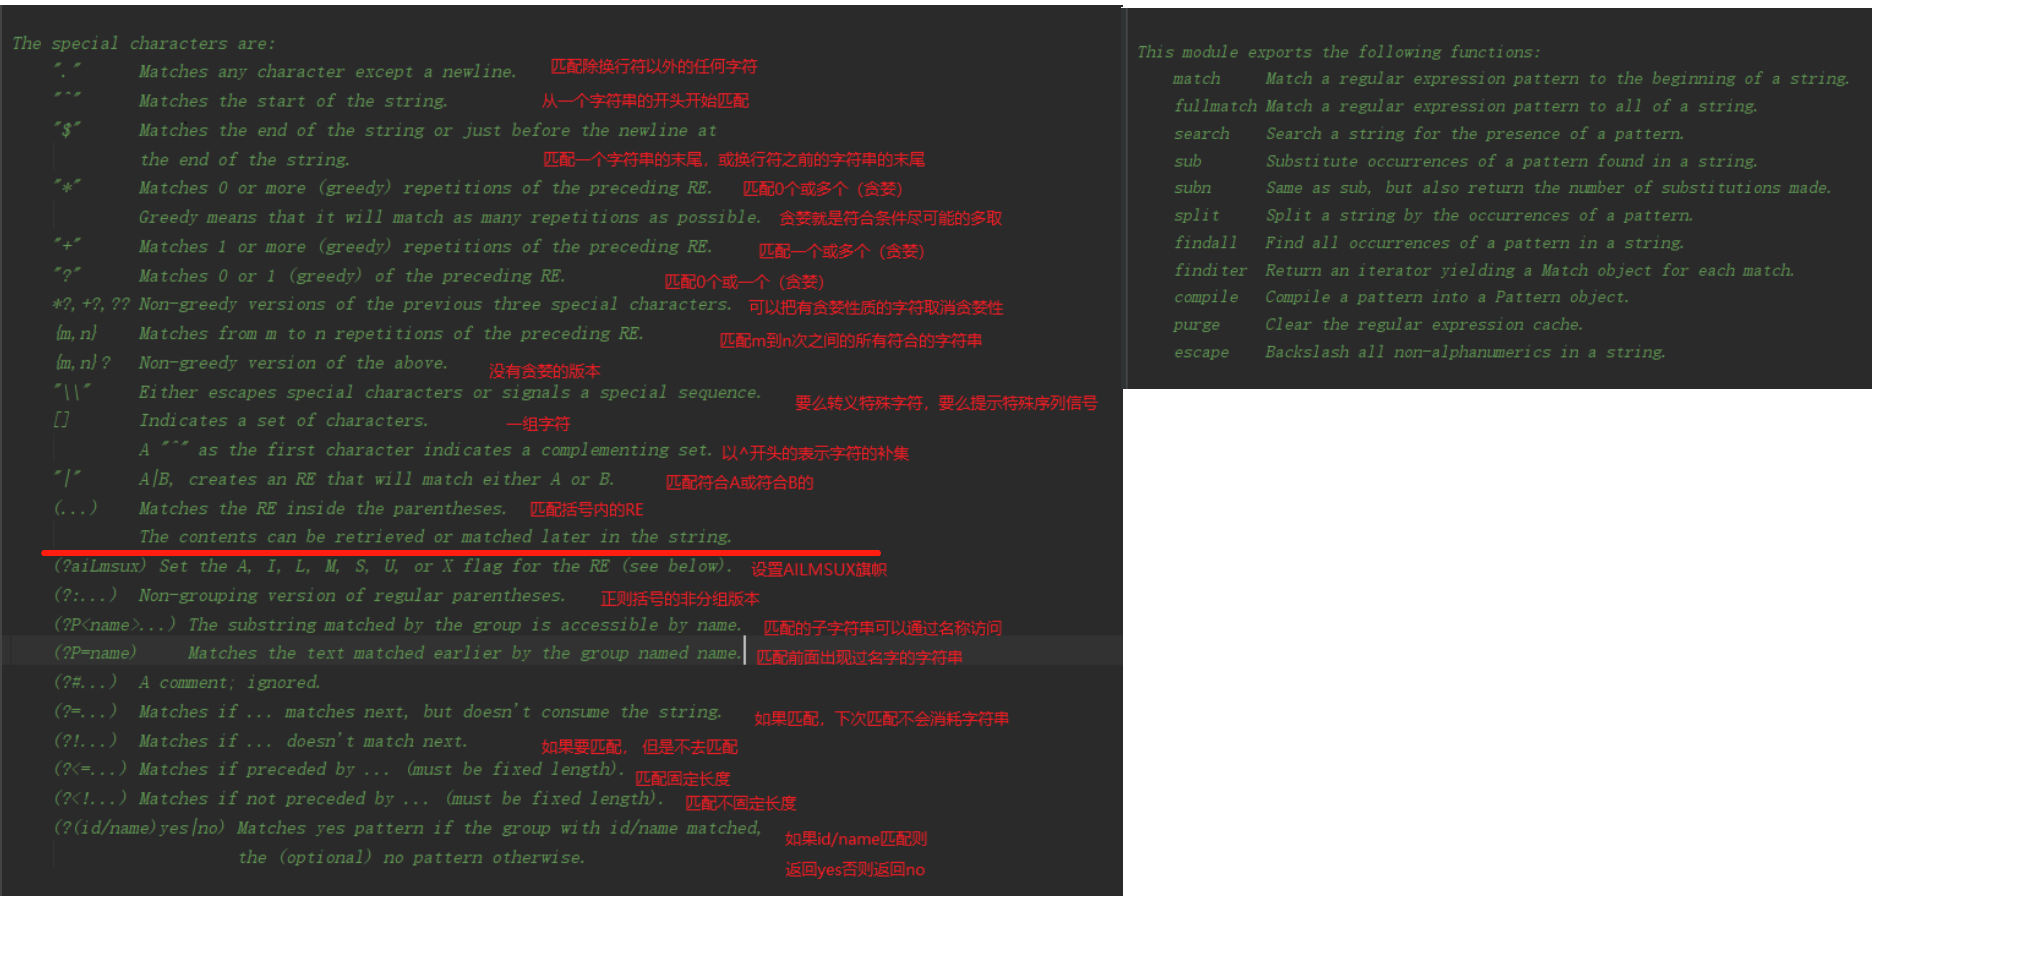 The special characters are:
"." Matches any character except a newline. 匹配除换行符以外的任何字符
"^" Matches the start of the string. 从一个字符串的开头开始匹配
"$" Matches the end of the string or just before the newline at
the end of the string. 匹配一个字符串的末尾，或换行符之前的字符串的末尾
"*" Matches 0 or more (greedy) repetitions of the preceding RE. 匹配0个或多个（贪婪）
Greedy means that it will match as many repetitions as possible. 贪婪就是符合条件尽可能的多取
"+" Matches 1 or more (greedy) repetitions of the preceding RE. 匹配一个或多个（贪婪）
"?" Matches 0 or 1 (greedy) of the preceding RE. 匹配0个或一个（贪婪）
*?,+?,?? Non-greedy versions of the previous three special characters. 可以把有贪婪性质的字符取消贪婪性
{m,n} Matches from m to n repetitions of the preceding RE. 匹配m到n次之间的所有符合的字符串
{m,n}? Non-greedy version of the above. 没有贪婪的版本
"\\" Either escapes special characters or signals a special sequence. 要么转义特殊字符，要么提示特殊序列信号
[] Indicates a set of characters. 一组字符
A "^" as the first character indicates a complementing set. 以^开头的表示字符的补集
"|" A|B, creates an RE that will match either A or B. 匹配符合A或符合B的
(...) Matches the RE inside the parentheses. 匹配括号内的RE
The contents can be retrieved or matched later in the string.
(?aiLmsux) Set the A, I, L, M, S, U, or X flag for the RE (see below). 设置AILMSUX旗帜
(?:...) Non-grouping version of regular parentheses. 正则括号的非分组版本
(?P<name>...) The substring matched by the group is accessible by name. 匹配的子字符串可以通过名称访问
(?P=name) Matches the text matched earlier by the group named name. 匹配前面出现过名字的字符串
(?#...) A comment; ignored.
(?=...) Matches if ... matches next, but doesn't consume the string. 如果匹配，下次匹配不会消耗字符串
(?!...) Matches if ... doesn't match next. 如果要匹配， 但是不去匹配
(?<=...) Matches if preceded by ... (must be fixed length). 匹配固定长度
(?<!...) Matches if not preceded by ... (must be fixed length). 匹配不固定长度
(?(id/name)yes|no) Matches yes pattern if the group with id/name matched, 如果id/name匹配则
the (optional) no pattern otherwise. 返回yes否则返回no
This module exports the following functions:
match Match a regular expression pattern to the beginning of a string.
fullmatch Match a regular expression pattern to all of a string.
search Search a string for the presence of a pattern.
sub Substitute occurrences of a pattern found in a string.
subn Same as sub, but also return the number of substitutions made.
split Split a string by the occurrences of a pattern.
findall Find all occurrences of a pattern in a string.
finditer Return an iterator yielding a Match object for each match.
compile Compile a pattern into a Pattern object.
purge Clear the regular expression cache.
escape Backslash all non-alphanumerics in a string.